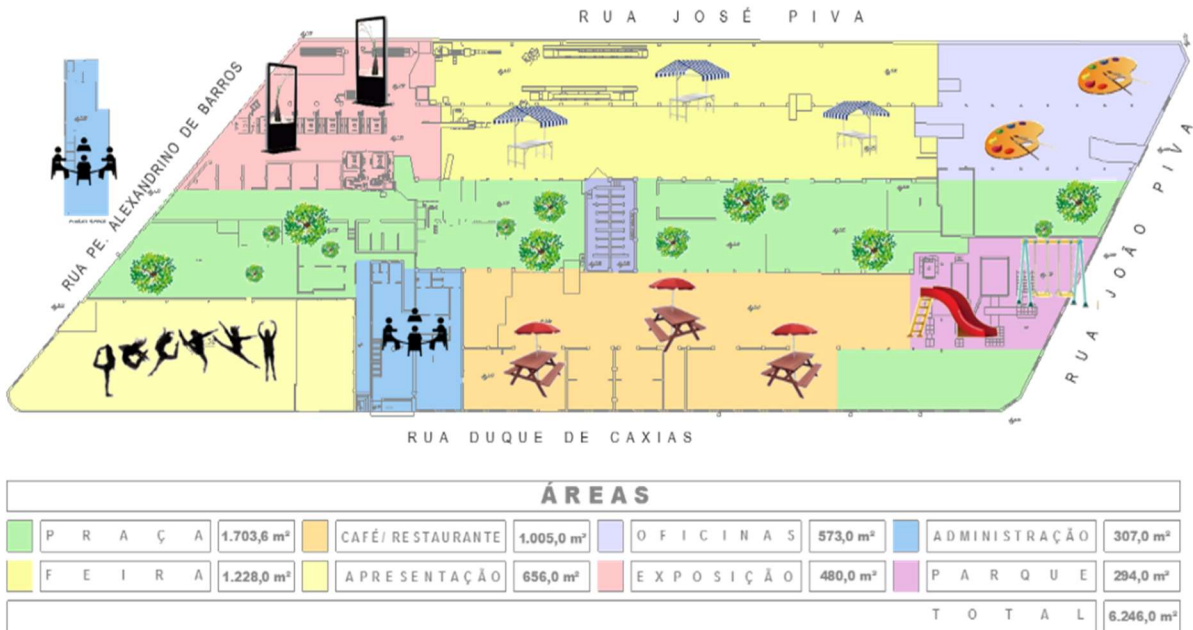 RUA JOSÉ PIVA
RUA PE. ALEXANDRINO DE BARROS
RUA JOÃO PIVA
RUA DUQUE DE CAXIAS
ÁREAS
PRAÇA 1.703,6 m² CAFÉ/ RESTAURANTE 1.005,0 m² OFICINAS 573,0 m² ADMINISTRAÇÃO 307,0 m²
FEIRA 1.228,0 m² APRESENTAÇÃO 656,0 m² EXPOSIÇÃO 480,0 m² PARQUE 294,0 m²
TOTAL 6.246,0 m²